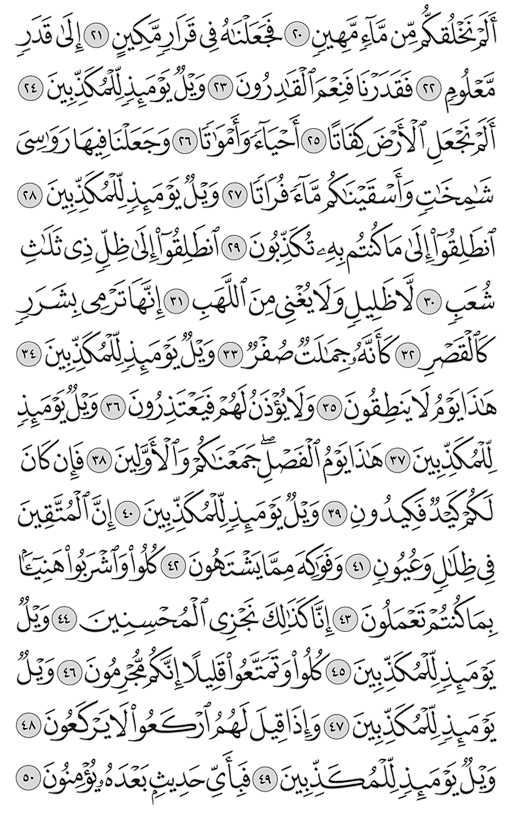 أَلَمْ نَخْلُقكُّم مِّن مَّآءٍ مَّهِينٍ ٢٠ فَجَعَلْنَٰهُ فِى قَرَارٍ مَّكِينٍ ٢١ إِلَىٰ قَدَرٍ
مَّعْلُومٍ ٢٢ فَقَدَرْنَا فَنِعْمَ ٱلْقَٰدِرُونَ ٢٣ وَيْلٌ يَوْمَئِذٍ لِّلْمُكَذِّبِينَ ٢٤
أَلَمْ نَجْعَلِ ٱلْأَرْضَ كِفَاتًا ٢٥ أَحْيَآءً وَأَمْوَٰتًا ٢٦ وَجَعَلْنَا فِيهَا رَوَٰسِىَ
شَٰمِخَٰتٍ وَأَسْقَيْنَٰكُم مَّآءً فُرَاتًا ٢٧ وَيْلٌ يَوْمَئِذٍ لِّلْمُكَذِّبِينَ ٢٨
ٱنطَلِقُوٓا۟ إِلَىٰ مَا كُنتُم بِهِۦ تُكَذِّبُونَ ٢٩ ٱنطَلِقُوٓا۟ إِلَىٰ ظِلٍّ ذِى ثَلَٰثِ
شُعَبٍ ٣٠ لَّا ظَلِيلٍ وَلَا يُغْنِى مِنَ ٱللَّهَبِ ٣١ إِنَّهَا تَرْمِى بِشَرَرٍ
كَٱلْقَصْرِ ٣٢ كَأَنَّهُۥ جِمَٰلَتٌ صُفْرٌ ٣٣ وَيْلٌ يَوْمَئِذٍ لِّلْمُكَذِّبِينَ ٣٤
هَٰذَا يَوْمُ لَا يَنطِقُونَ ٣٥ وَلَا يُؤْذَنُ لَهُمْ فَيَعْتَذِرُونَ ٣٦ وَيْلٌ يَوْمَئِذٍ
لِّلْمُكَذِّبِينَ ٣٧ هَٰذَا يَوْمُ ٱلْفَصْلِ ۖ جَمَعْنَٰكُمْ وَٱلْأَوَّلِينَ ٣٨ فَإِن كَانَ
لَكُمْ كَيْدٌ فَكِيدُونِ ٣٩ وَيْلٌ يَوْمَئِذٍ لِّلْمُكَذِّبِينَ ٤٠ إِنَّ ٱلْمُتَّقِينَ
فِى ظِلَٰلٍ وَعُيُونٍ ٤١ وَفَوَٰكِهَ مِمَّا يَشْتَهُونَ ٤٢ كُلُوا۟ وَٱشْرَبُوا۟ هَنِيٓـًٔۢا
بِمَا كُنتُمْ تَعْمَلُونَ ٤٣ إِنَّا كَذَٰلِكَ نَجْزِى ٱلْمُحْسِنِينَ ٤٤ وَيْلٌ
يَوْمَئِذٍ لِّلْمُكَذِّبِينَ ٤٥ كُلُوا۟ وَتَمَتَّعُوا۟ قَلِيلًا إِنَّكُم مُّجْرِمُونَ ٤٦ وَيْلٌ
يَوْمَئِذٍ لِّلْمُكَذِّبِينَ ٤٧ وَإِذَا قِيلَ لَهُمُ ٱرْكَعُوا۟ لَا يَرْكَعُونَ ٤٨
وَيْلٌ يَوْمَئِذٍ لِّلْمُكَذِّبِينَ ٤٩ فَبِأَىِّ حَدِيثٍۭ بَعْدَهُۥ يُؤْمِنُونَ ٥٠